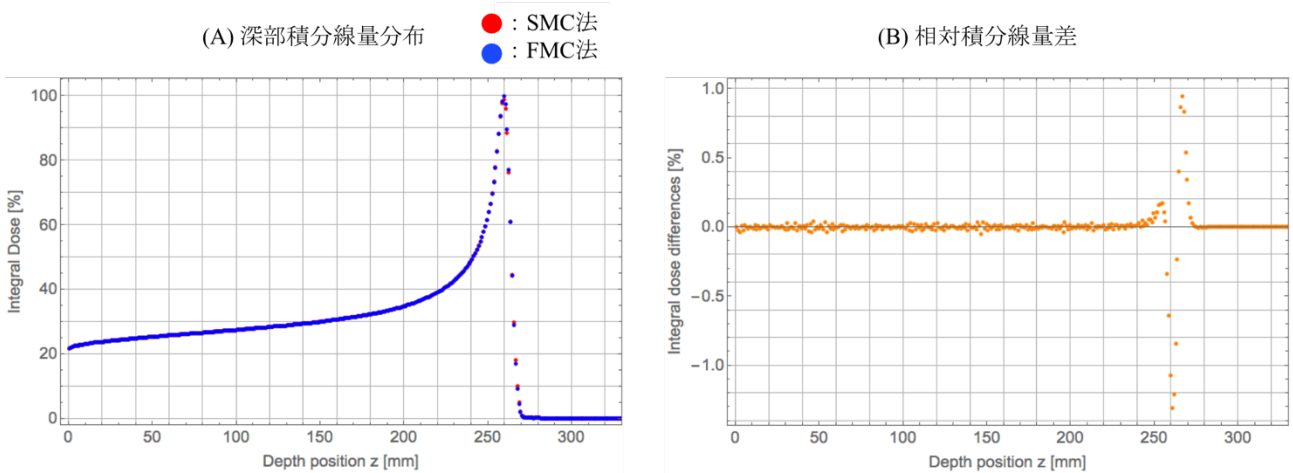 (A) 深部積分線量分布
● : SMC法
● : FMC法
(B) 相対積分線量差
Integral Dose [%]
100
80
60
40
20
0
0 50 100 150 200 250 300
Depth position z [mm]
Integral dose differences [%]
1.0
0.5
0.0
−0.5
−1.0
0 50 100 150 200 250 300
Depth position z [mm]